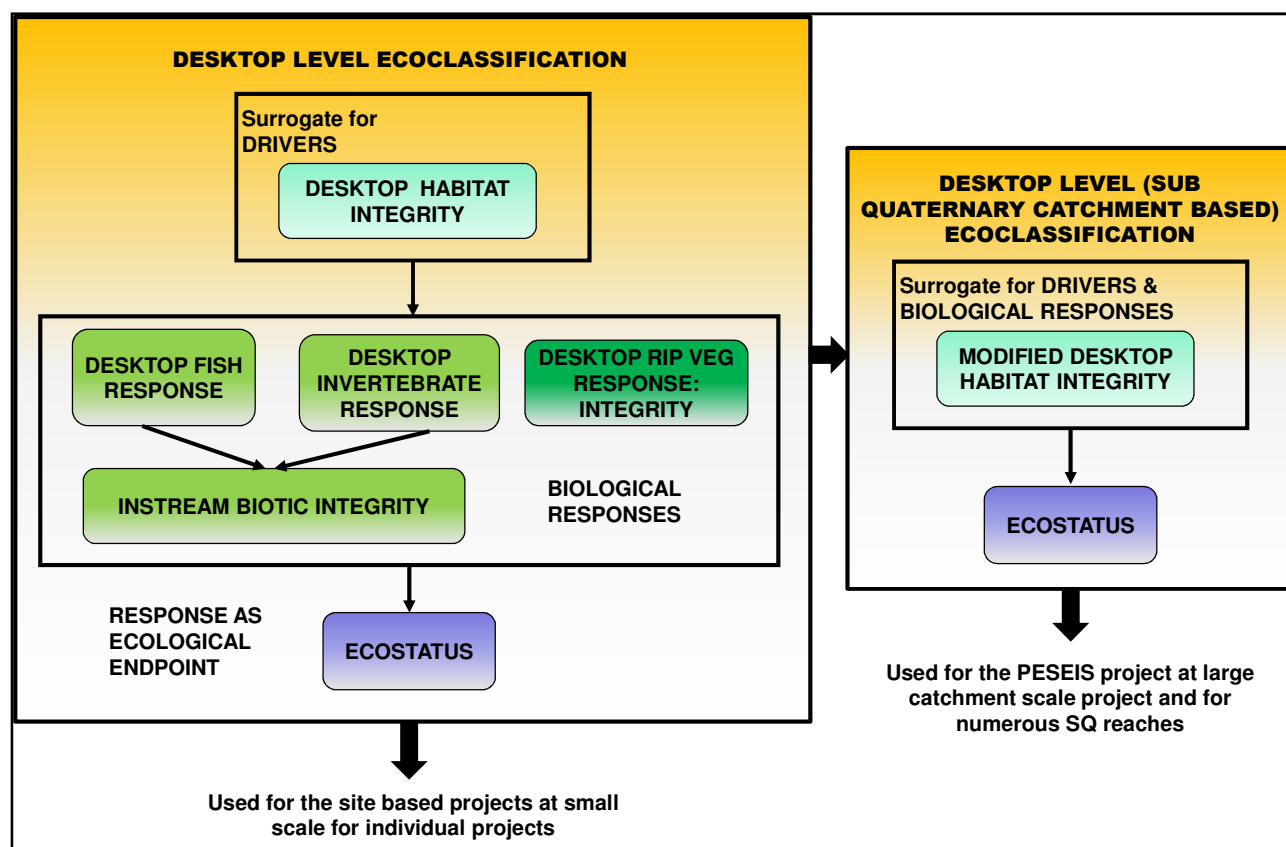 DESKTOP LEVEL ECOCLASSIFICATION
Surrogate for
DRIVERS
DESKTOP HABITAT
INTEGRITY
DESKTOP FISH
RESPONSE
DESKTOP
INVERTEBRATE
RESPONSE
DESKTOP RIP VEG
RESPONSE:
INTEGRITY
INSTREAM BIOTIC INTEGRITY
BIOLOGICAL
RESPONSES
RESPONSE AS
ECOLOGICAL
ENDPOINT
ECOSTATUS
Used for the site based projects at small
scale for individual projects
DESKTOP LEVEL (SUB
QUATERNARY CATCHMENT BASED)
ECOCLASSIFICATION
Surrogate for DRIVERS &
BIOLOGICAL RESPONSES
MODIFIED DESKTOP
HABITAT INTEGRITY
ECOSTATUS
Used for the PESEIS project at large
catchment scale project and for
numerous SQ reaches